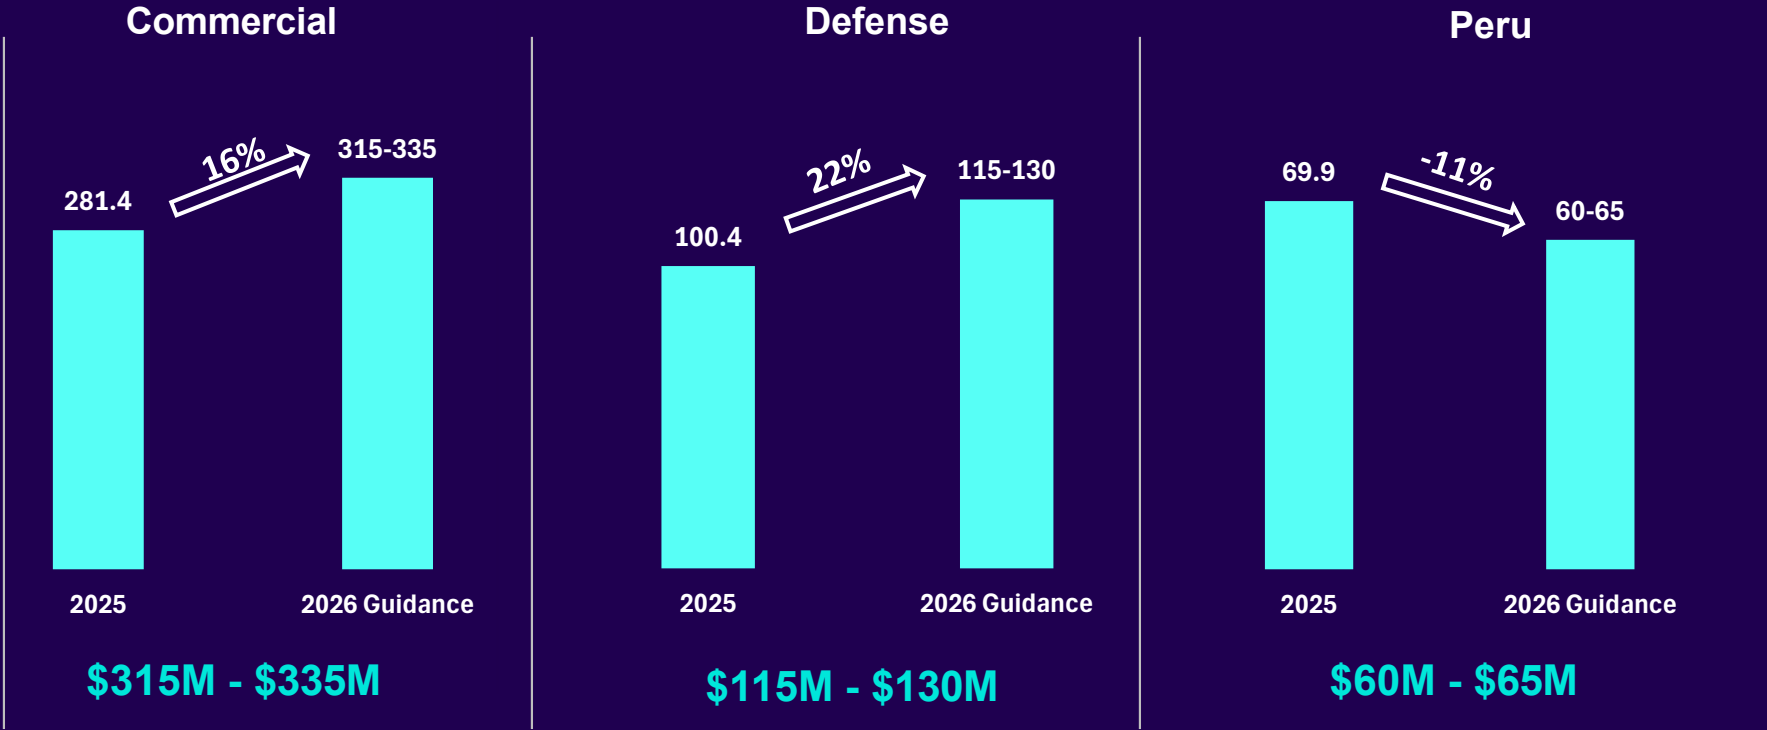 Commercial
16%
281.4
315-335
2025
2026 Guidance
$315M - $335M
Defense
22%
100.4
115-130
2025
2026 Guidance
$115M - $130M
Peru
-11%
69.9
60-65
2025
2026 Guidance
$60M - $65M